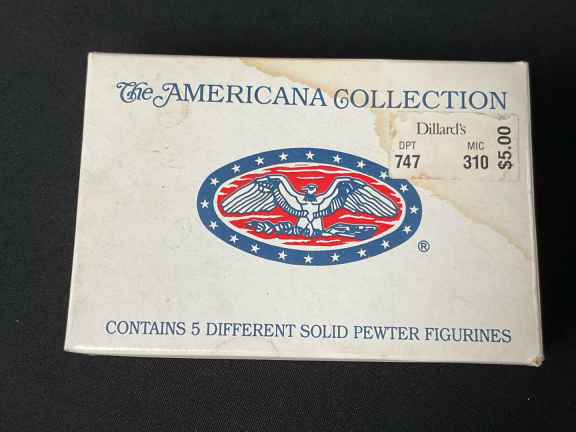 The AMERICANA COLLECTION
Dillard's
DPT MIC
747 310 $5.00
®
CONTAINS 5 DIFFERENT SOLID PEWTER FIGURINES